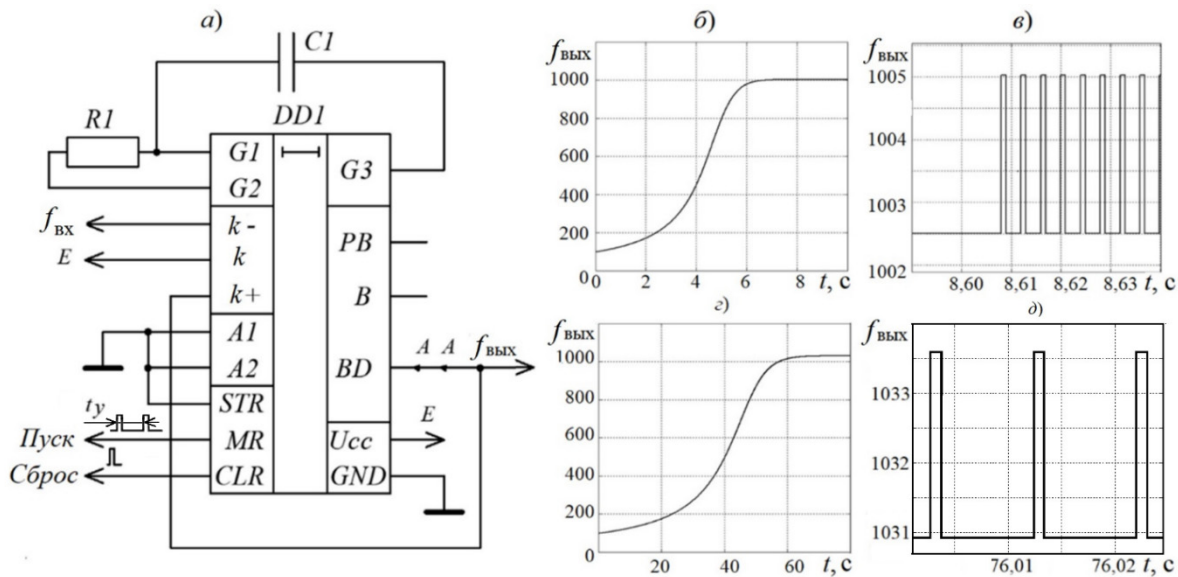 а)
C1
R1
DD1
G1
G2
G3
f вх
k -
E
k
k+
PB
B
A1
A2
BD
A A
f вых
STR
t y
Пуск
MR
Ucc
E
Сброс
CLR
GND
б)
f вых
1000
800
600
400
200
0
0 2 4 6 8 t, с
в)
f вых
1005
1004
1003
1002
8,60 8,61 8,62 8,63 t, с
г)
f вых
1000
800
600
400
200
0
20 40 60 t, с
д)
f вых
1033
1032
1031
76,01 76,02 t, с